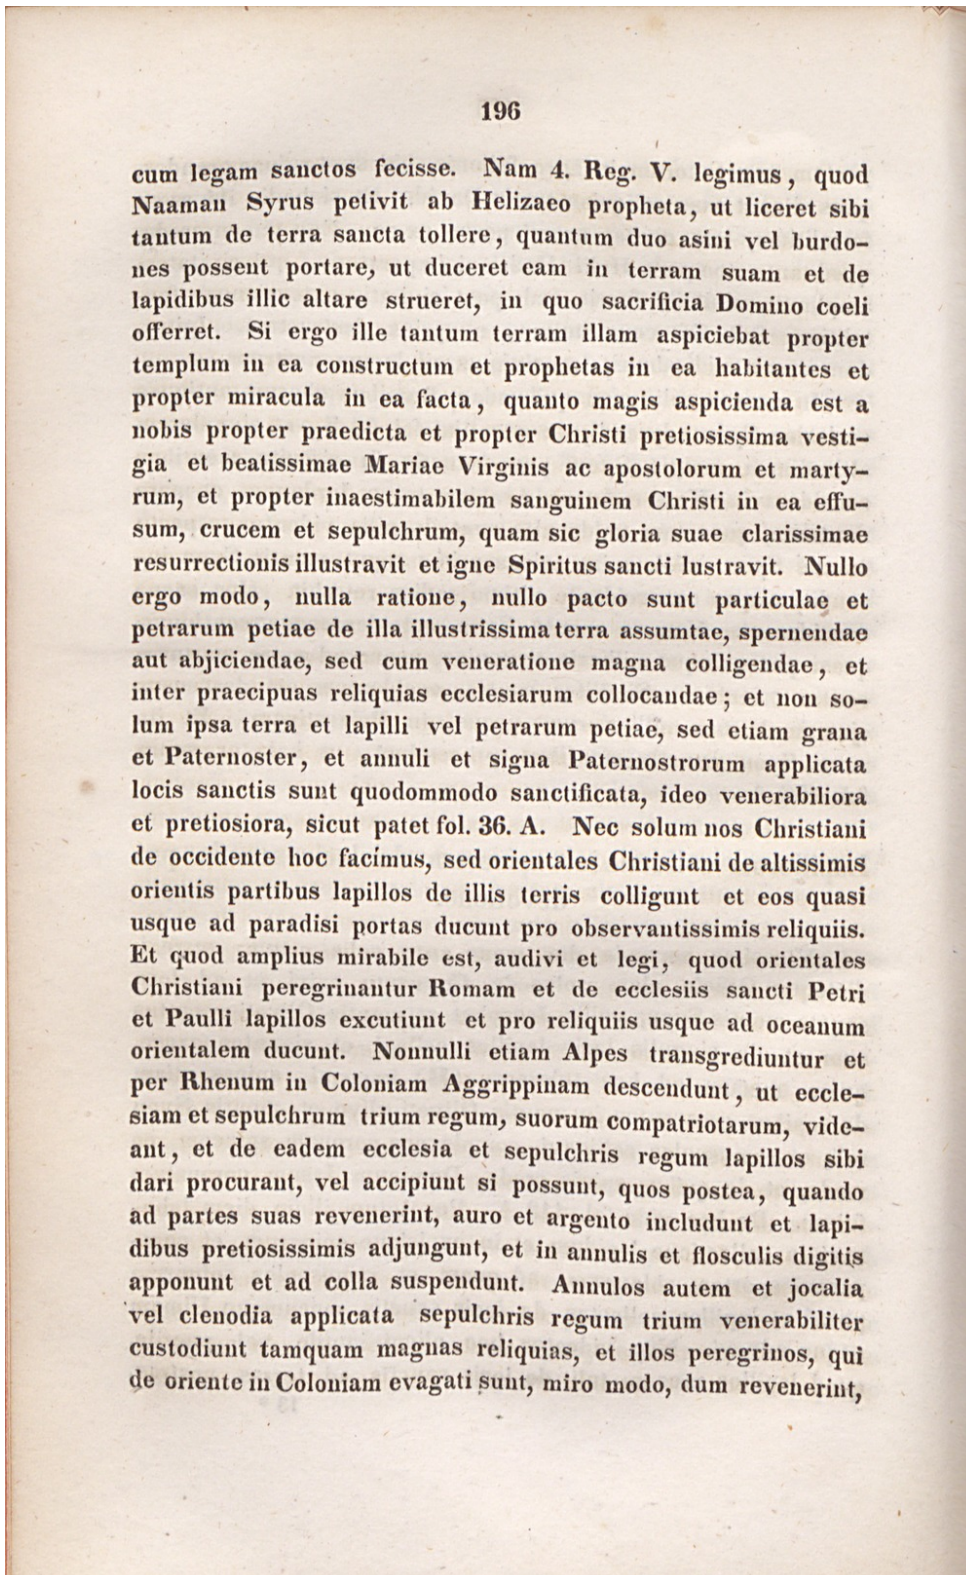 196
cum legam sanctos fecisse. Nam 4. Reg. V. legimus, quod
Naaman Syrus petivit ab Helizaeo propheta, ut liceret sibi
tantum de terra sancta tollere, quantum duo asini vel burdo–
nes possent portare, ut duceret eam in terram suam et de
lapidibus illic altare strueret, in quo sacrificia Domino coeli
offerret. Si ergo ille tantum terram illam aspiciebat propter
templum in ea constructum et prophetas in ea habitantes et
propter miracula in ea facta, quanto magis aspicienda est a
nobis propter praedicta et propter Christi pretiosissima vesti–
gia et beatissimae Mariae Virginis ac apostolorum et marty–
rum, et propter inaestimabilem sanguinem Christi in ea effu–
sum, crucem et sepulchrum, quam sic gloria suae clarissimae
resurrectionis illustravit et igne Spiritus sancti lustravit. Nullo
ergo modo, nulla ratione, nullo pacto sunt particulae et
petrarum petiae de illa illustrissima terra assumtae, spernendae
aut abjiciendae, sed cum veneratione magna colligendae, et
inter praecipuas reliquias ecclesiarum collocandae; et non so–
lum ipsa terra et lapilli vel petrarum petiae, sed etiam grana
et Paternoster, et annuli et signa Paternostrorum applicata
locis sanctis sunt quodommodo sanctificata, ideo venerabiliora
et pretiosiora, sicut patet fol. 36. A. Nec solum nos Christiani
de occidente hoc facimus, sed orientales Christiani de altissimis
orientis partibus lapillos de illis terris colligunt et eos quasi
usque ad paradisi portas ducunt pro observantissimis reliquiis.
Et quod amplius mirabile est, audivi et legi, quod orientales
Christiani peregrinantur Romam et de ecclesiis sancti Petri
et Paulli lapillos excutiunt et pro reliquiis usque ad oceanum
orientalem ducunt. Nonnulli etiam Alpes transgrediuntur et
per Rhenum in Coloniam Aggrippinam descendunt, ut eccle–
siam et sepulchrum trium regum, suorum compatriotarum, vide–
ant, et de eadem ecclesia et sepulchris regum lapillos sibi
dari procurant, vel accipiunt si possunt, quos postea, quando
ad partes suas revenerint, auro et argento includunt et lapi–
dibus pretiosissimis adjungunt, et in annulis et flosculis digitis
apponunt et ad colla suspendunt. Annulos autem et jocalia
vel clenodia applicata sepulchris regum trium venerabiliter
custodiunt tamquam magnas reliquias, et illos peregrinos, qui
de oriente in Coloniam evagati sunt, miro modo, dum revenerint,